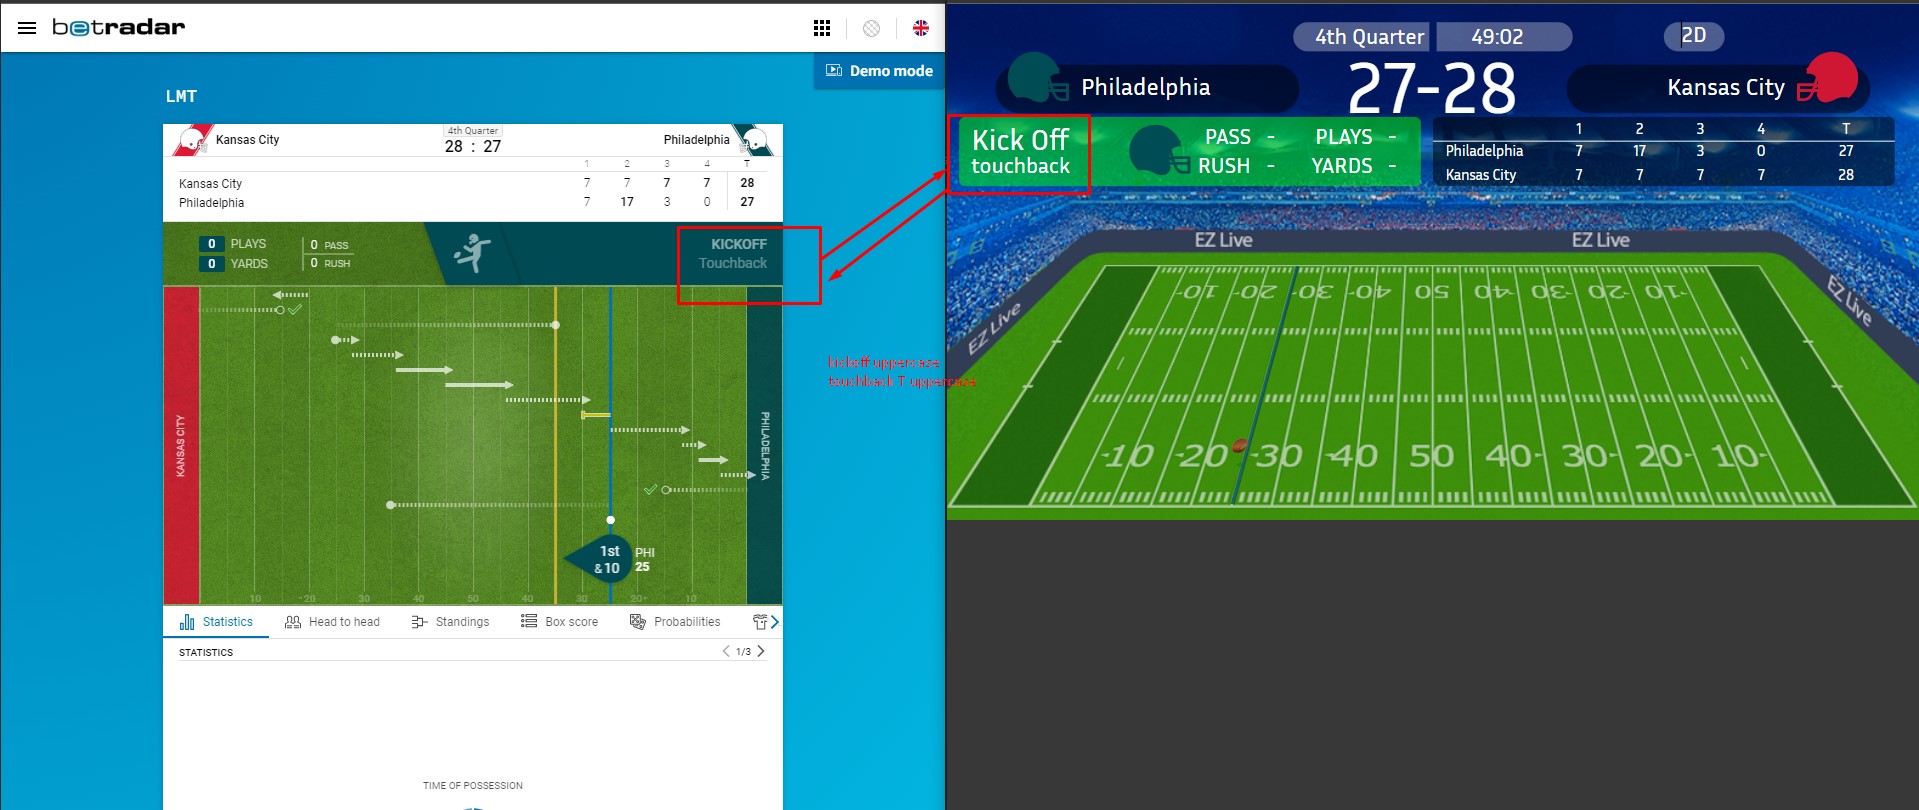 betradar
Demo mode
LMT
Kansas City
4th Quarter
28 : 27
Philadelphia
1 2 3 4 T
Kansas City 7 7 7 7 28
Philadelphia 7 17 3 0 27
0 PLAYS 0 PASS
0 YARDS 0 RUSH
KICKOFF
Touchback
KANSAS CITY
PHILADELPHIA
1st
& 10
PHI
25
10 20 30 40 50 40 30 20 10
Statistics Head to head Standings Box score Probabilities
STATISTICS 1/3
TIME OF POSSESSION
kickoff uppercase
touchback T uppercase
4th Quarter 49:02 2D
Philadelphia 27-28 Kansas City
Kick Off
touchback
PASS - PLAYS -
RUSH - YARDS -
1 2 3 4 T
Philadelphia 7 17 3 0 27
Kansas City 7 7 7 7 28
EZ Live EZ Live
EZ Live EZ Live
10 20 30 40 50 40 30 20 10
10 20 30 40 50 40 30 20 10